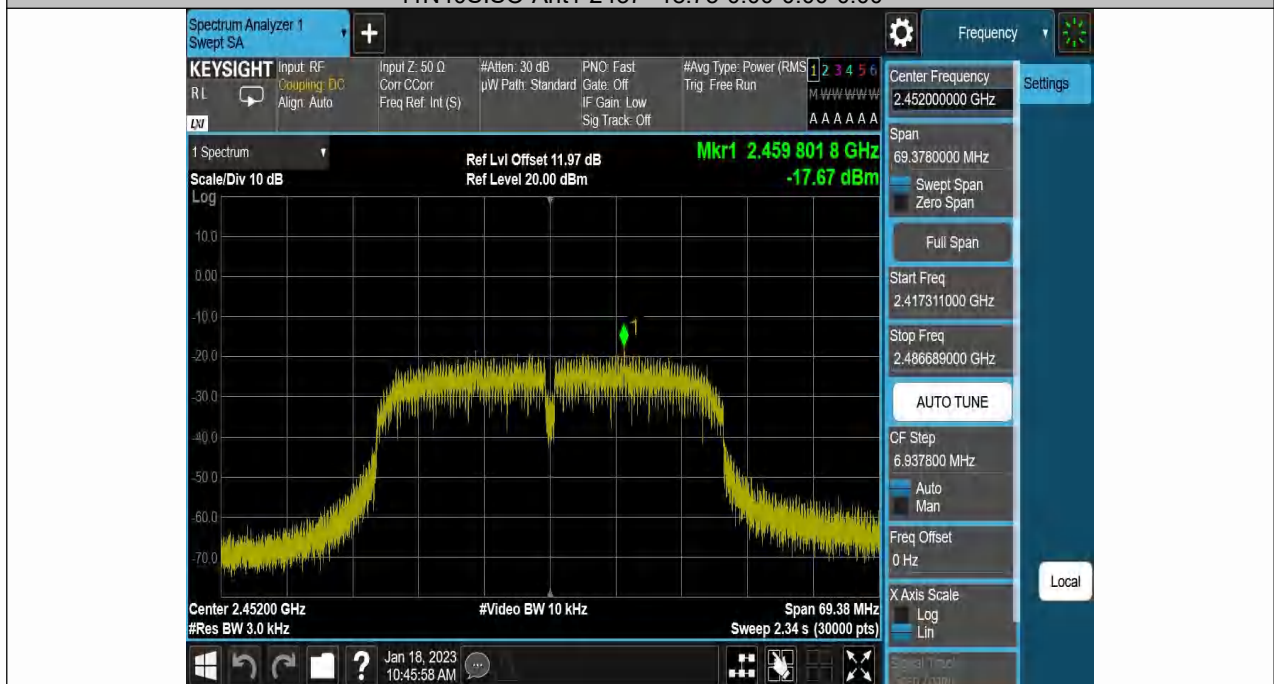 Spectrum Analyzer 1
Swept SA
+
Frequency
KEYSIGHT
RL
LXI
Input: RF
Coupling: DC
Align: Auto
Input Z: 50 Ω
Corr CCorr
Freq Ref: Int (S)
#Atten: 30 dB
µW Path: Standard
PNO: Fast
Gate: Off
IF Gain: Low
Sig Track: Off
#Avg Type: Power (RMS
Trig: Free Run
1 2 3 4 5 6
M W W W W W
A A A A A A
Center Frequency
2.452000000 GHz
Settings
1 Spectrum
Scale/Div 10 dB
Log
Ref Lvl Offset 11.97 dB
Ref Level 20.00 dBm
Mkr1 2.459 801 8 GHz
-17.67 dBm
Span
69.3780000 MHz
Swept Span
Zero Span
Full Span
Start Freq
2.417311000 GHz
Stop Freq
2.486689000 GHz
AUTO TUNE
CF Step
6.937800 MHz
Auto
Man
Freq Offset
0 Hz
X Axis Scale
Log
Lin
Local
10.0
0.00
-10.0
-20.0
-30.0
-40.0
-50.0
-60.0
-70.0
1
Center 2.45200 GHz
#Res BW 3.0 kHz
#Video BW 10 kHz
Span 69.38 MHz
Sweep 2.34 s (30000 pts)
?
Jan 18, 2023
10:45:58 AM